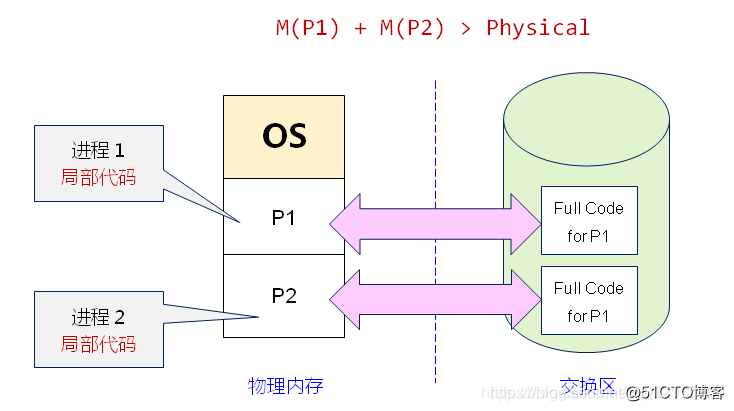 M(P1) + M(P2) > Physical
OS
进程 1
局部代码
P1
Full Code
for P1
进程 2
局部代码
P2
Full Code
for P1
物理内存
交换区
@51CTO博客